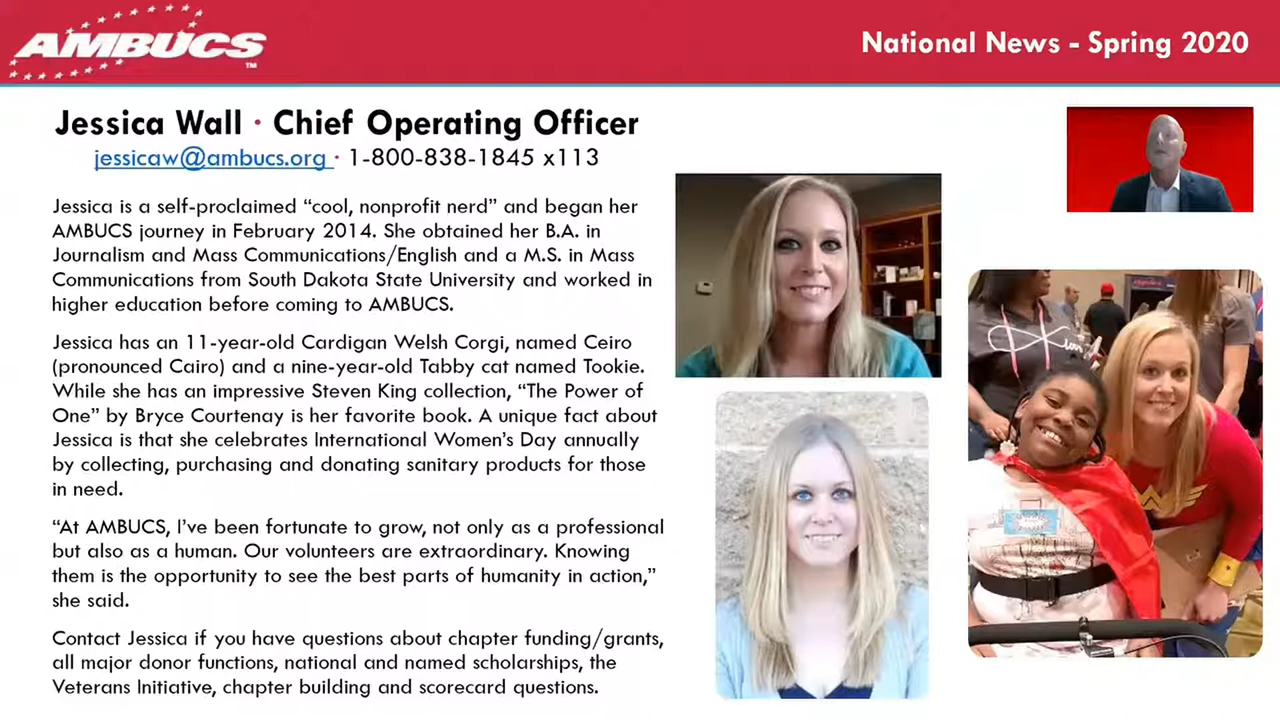 AMBUCS
TM
National News - Spring 2020
Jessica Wall · Chief Operating Officer
jessicaw@ambucs.org · 1-800-838-1845 x113
Jessica is a self-proclaimed “cool, nonprofit nerd” and began her
AMBUCS journey in February 2014. She obtained her B.A. in
Journalism and Mass Communications/English and a M.S. in Mass
Communications from South Dakota State University and worked in
higher education before coming to AMBUCS.
Jessica has an 11-year-old Cardigan Welsh Corgi, named Ceiro
(pronounced Cairo) and a nine-year-old Tabby cat named Tookie.
While she has an impressive Steven King collection, “The Power of
One” by Bryce Courtenay is her favorite book. A unique fact about
Jessica is that she celebrates International Women’s Day annually
by collecting, purchasing and donating sanitary products for those
in need.
“At AMBUCS, I’ve been fortunate to grow, not only as a professional
but also as a human. Our volunteers are extraordinary. Knowing
them is the opportunity to see the best parts of humanity in action,”
she said.
Contact Jessica if you have questions about chapter funding/grants,
all major donor functions, national and named scholarships, the
Veterans Initiative, chapter building and scorecard questions.